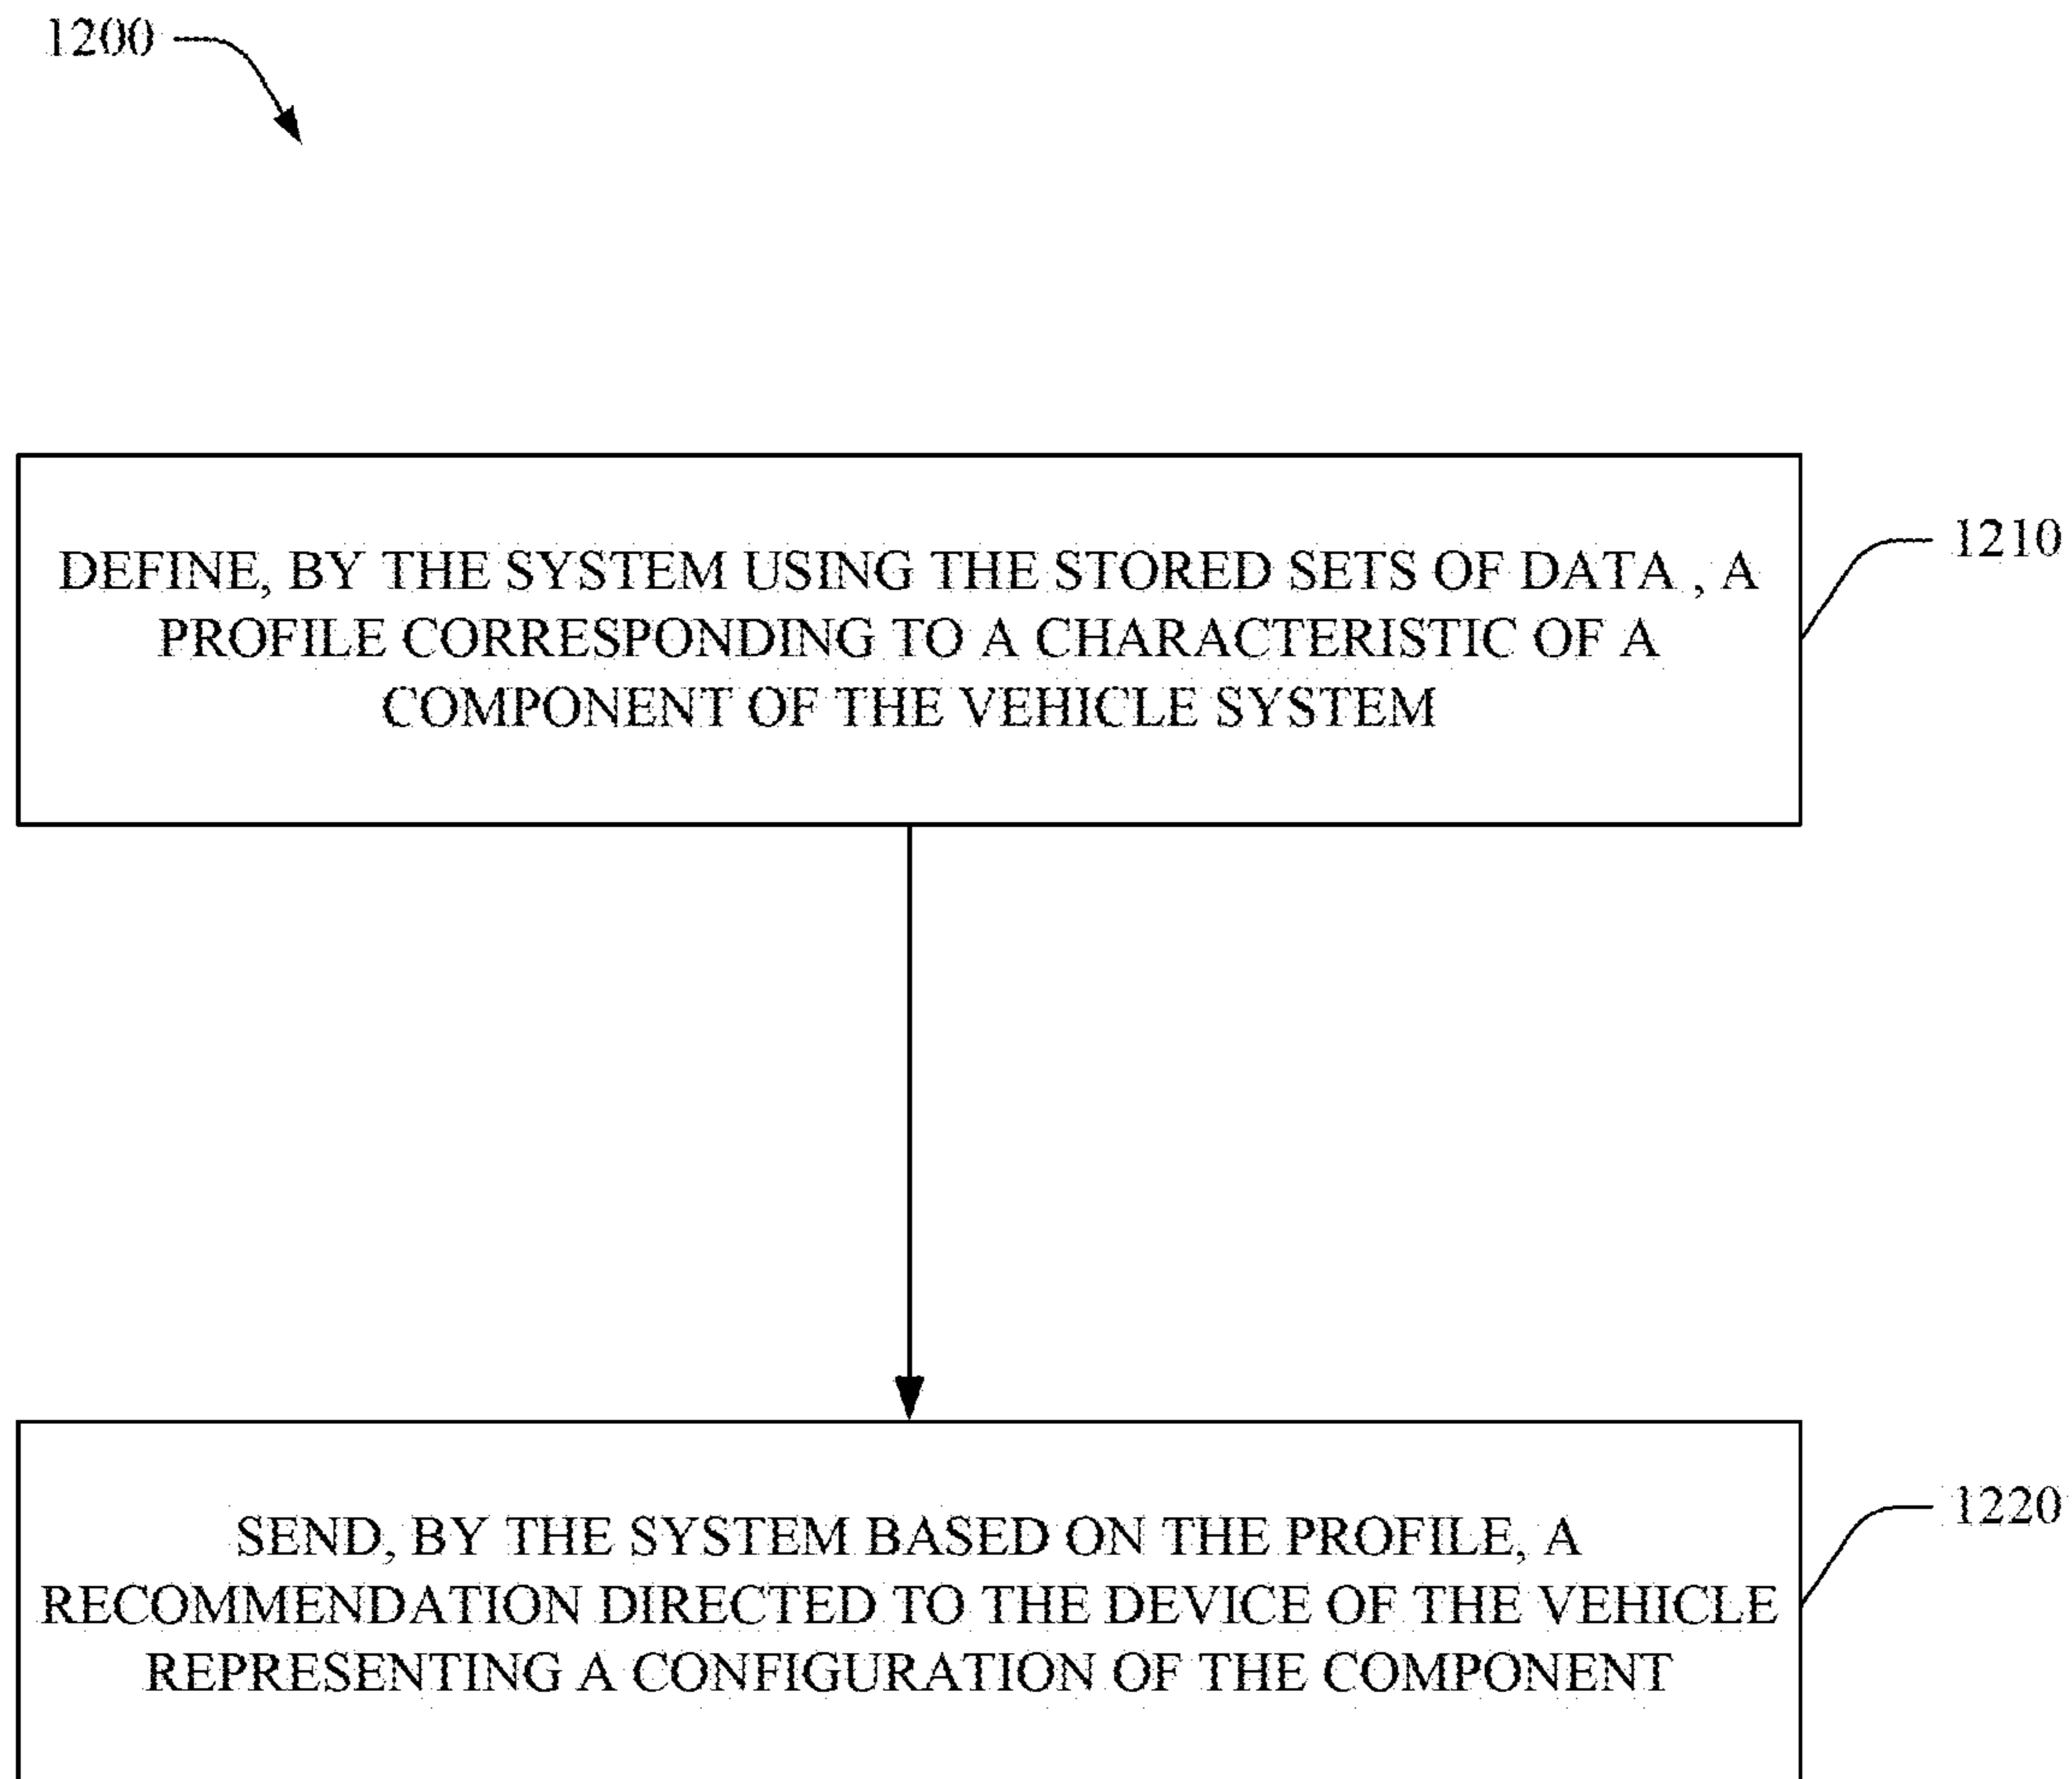 1200
DEFINE, BY THE SYSTEM USING THE STORED SETS OF DATA , A
PROFILE CORRESPONDING TO A CHARACTERISTIC OF A
COMPONENT OF THE VEHICLE SYSTEM
1210
SEND, BY THE SYSTEM BASED ON THE PROFILE, A
RECOMMENDATION DIRECTED TO THE DEVICE OF THE VEHICLE
REPRESENTING A CONFIGURATION OF THE COMPONENT
1220